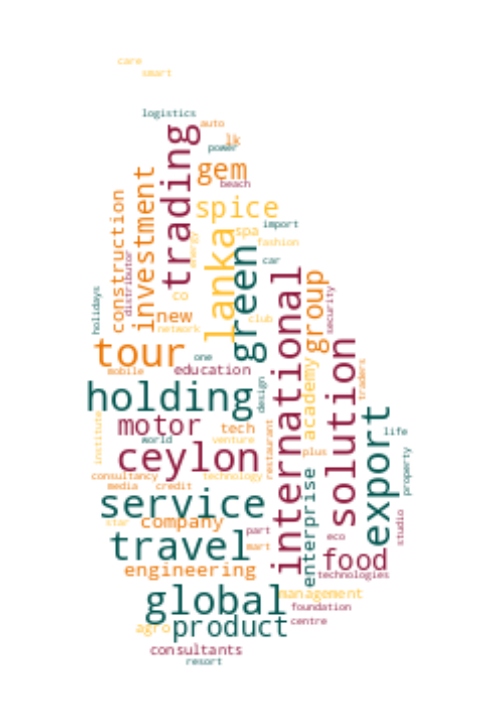 care
smart
logistics
auto
lk
power
trading
gem
beach
investment
construction
distributor
spice
import
spa
fashion
energy
lanka
green
car
holidays
co
new
network
club
international
group
security
tour
one
mobile
education
holding
design
academy
solution
traders
motor
tech
world
venture
institute
restaurant
ceylon
plus
export
life
consultancy
technology
media
credit
property
service
enterprise
star
company
part
studio
travel
mart
eco
food
engineering
technologies
global
management
foundation
agro
product
centre
consultants
resort